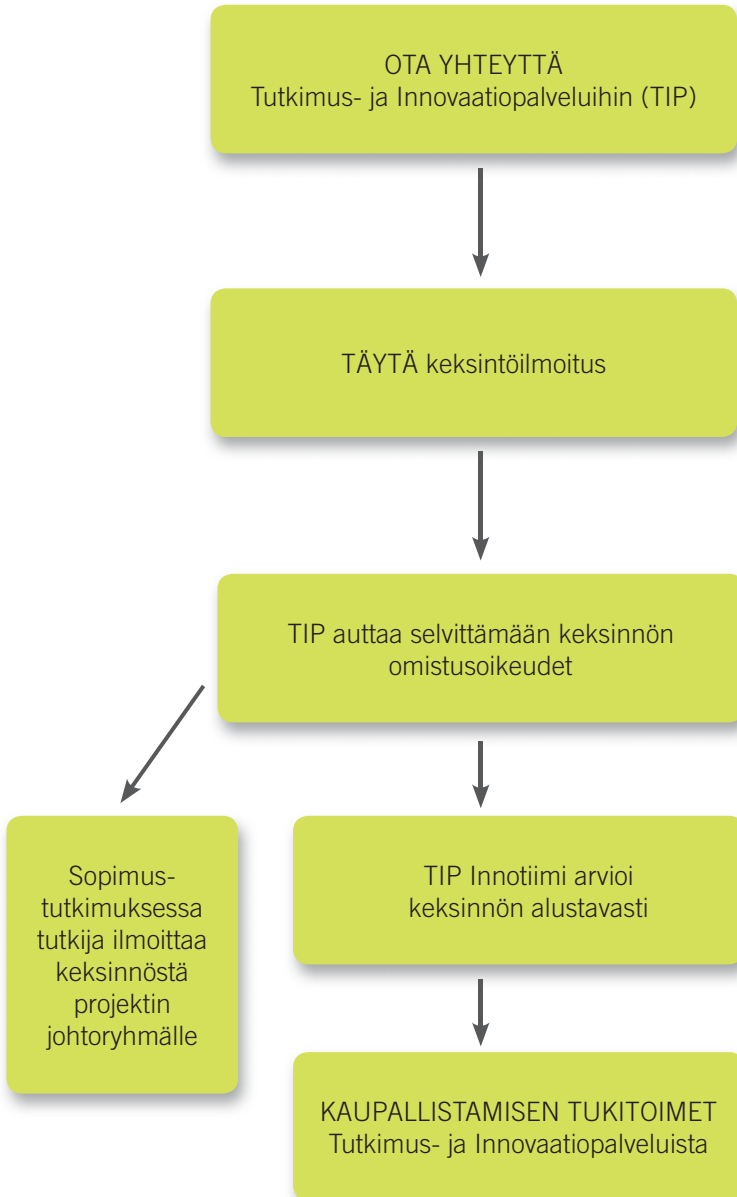 OTA YHTEYTTÄ
Tutkimus- ja Innovaatiopalveluihin (TIP)
TÄYTÄ keksintöilmoitus
TIP auttaa selvittämään keksinnön
omistusoikeudet
Sopimus-
tutkimuksessa
tutkija ilmoittaa
keksinnöstä
projektin
johtoryhmälle
TIP Innotiimi arvioi
keksinnön alustavasti
KAUPALLISTAMISEN TUKITOIMET
Tutkimus- ja Innovaatiopalveluista